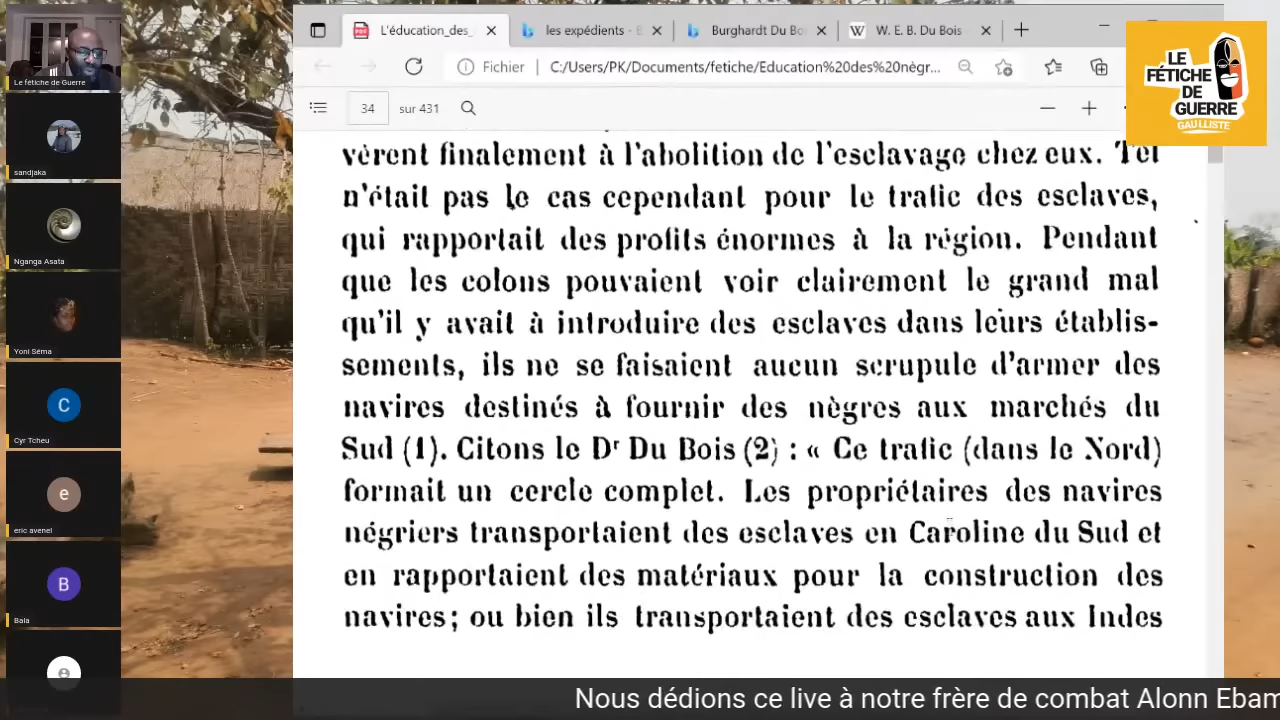 Le fétiche de Guerre
sandjaka
Nganga Asata
Yoni Séma
C
Cyr Tcheu
e
eric avenel
B
Bala
L'éducation_des_
les expédients - B
Burghardt Du Bo
W
W. E. B. Du Bois
Fichier
C:/Users/PK/Documents/fetiche/Education%20des%20nègr...
34
sur 431
vèrent finalement à l'abolition de l'esclavage chez eux. Tel
n'était pas le cas cependant pour le trafic des esclaves,
qui rapportait des profits énormes à la région. Pendant
que les colons pouvaient voir clairement le grand mal
qu'il y avait à introduire des esclaves dans leurs établis-
sements, ils ne se faisaient aucun scrupule d'armer des
navires destinés à fournir des nègres aux marchés du
Sud (1). Citons le Dr Du Bois (2) : « Ce trafic (dans le Nord)
formait un cercle complet. Les propriétaires des navires
négriers transportaient des esclaves en Caroline du Sud et
en rapportaient des matériaux pour la construction des
navires; ou bien ils transportaient des esclaves aux Indes
LE
FÉTICHE
DE
GUERRE
GAULLISTE
Nous dédions ce live à notre frère de combat Alonn Ebam